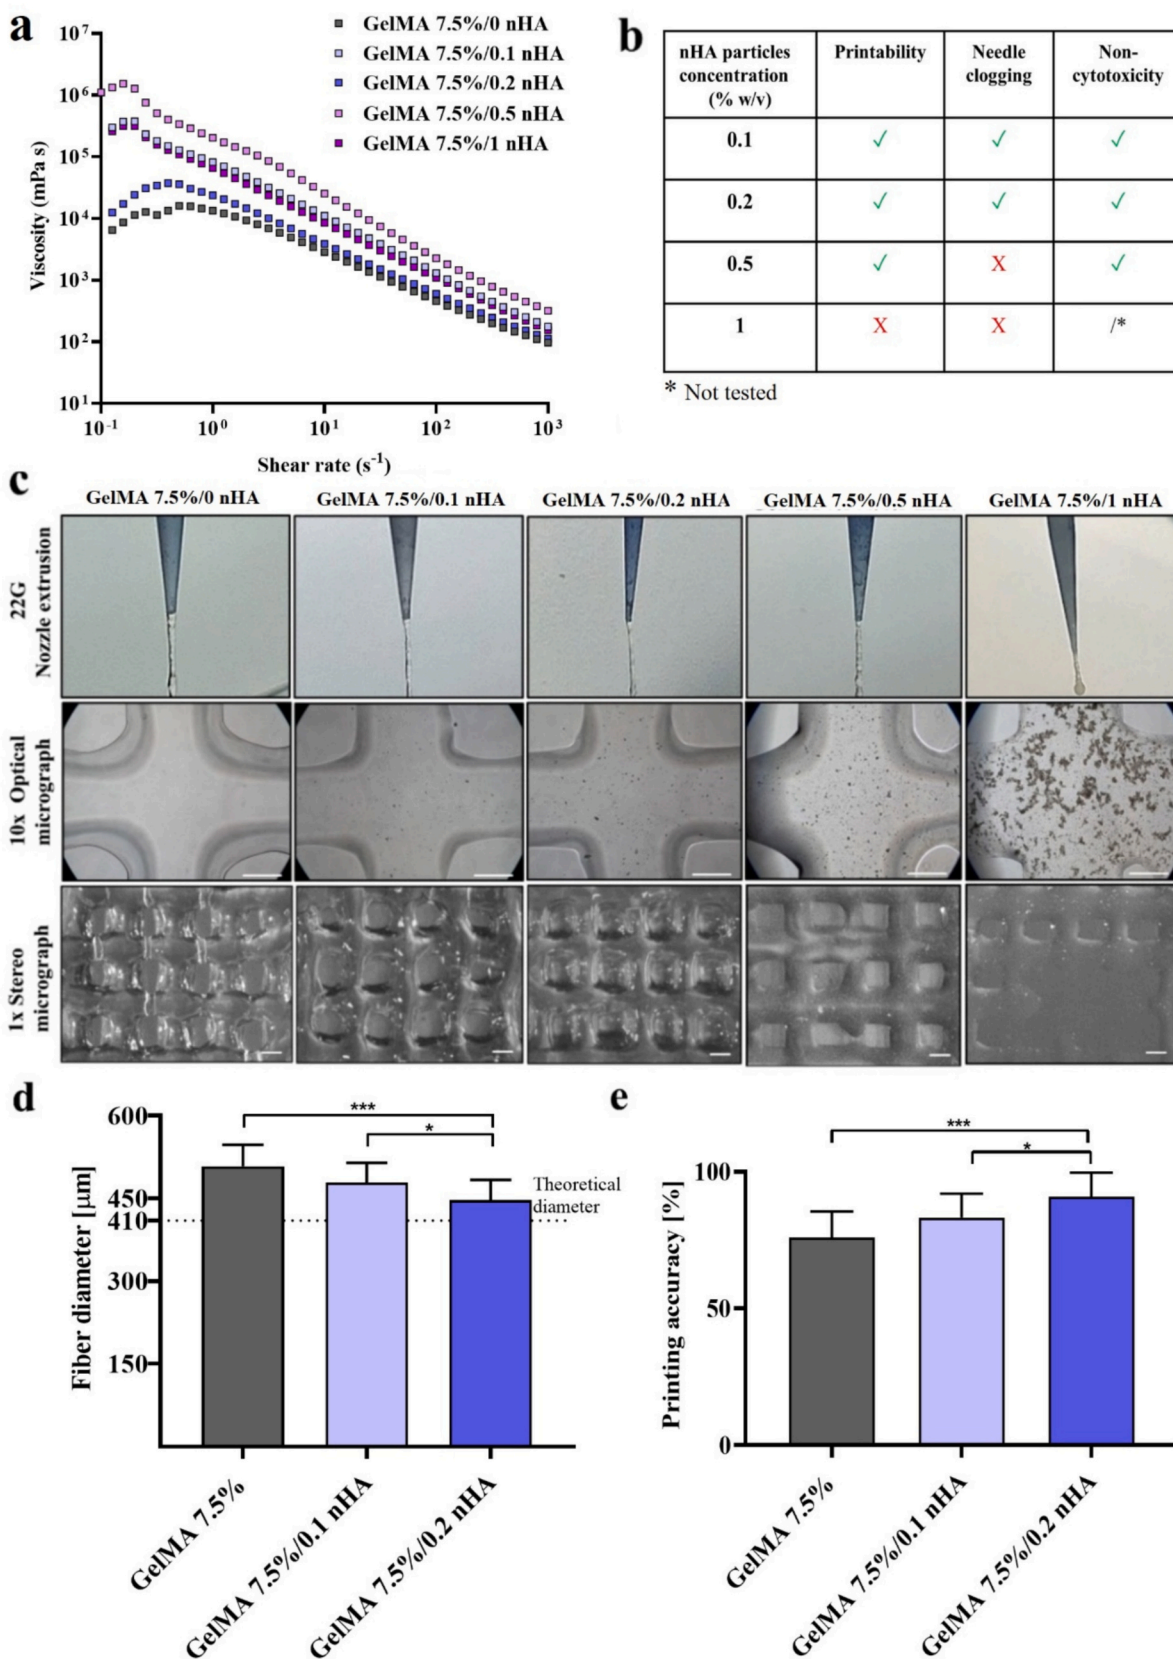 a
GelMA 7.5%/0 nHA
GelMA 7.5%/0.1 nHA
GelMA 7.5%/0.2 nHA
GelMA 7.5%/0.5 nHA
GelMA 7.5%/1 nHA
Viscosity (mPa s)
10⁷
10⁶
10⁵
10⁴
10³
10²
10¹
10⁻¹ 10⁰ 10¹ 10² 10³
Shear rate (s⁻¹)
b
nHA particles concentration (% w/v) Printability Needle clogging Non-cytotoxicity
0.1 ✓ ✓ ✓
0.2 ✓ ✓ ✓
0.5 ✓ X ✓
1 X X /*
* Not tested
c
GelMA 7.5%/0 nHA GelMA 7.5%/0.1 nHA GelMA 7.5%/0.2 nHA GelMA 7.5%/0.5 nHA GelMA 7.5%/1 nHA
22G
Nozzle extrusion
10x Optical
micrograph
1x Stereo
micrograph
d
Fiber diameter [µm]
600
450
410
300
150
***
*
Theoretical
diameter
GelMA 7.5%
GelMA 7.5%/0.1 nHA
GelMA 7.5%/0.2 nHA
e
Printing accuracy [%]
100
50
0
***
*
GelMA 7.5%
GelMA 7.5%/0.1 nHA
GelMA 7.5%/0.2 nHA